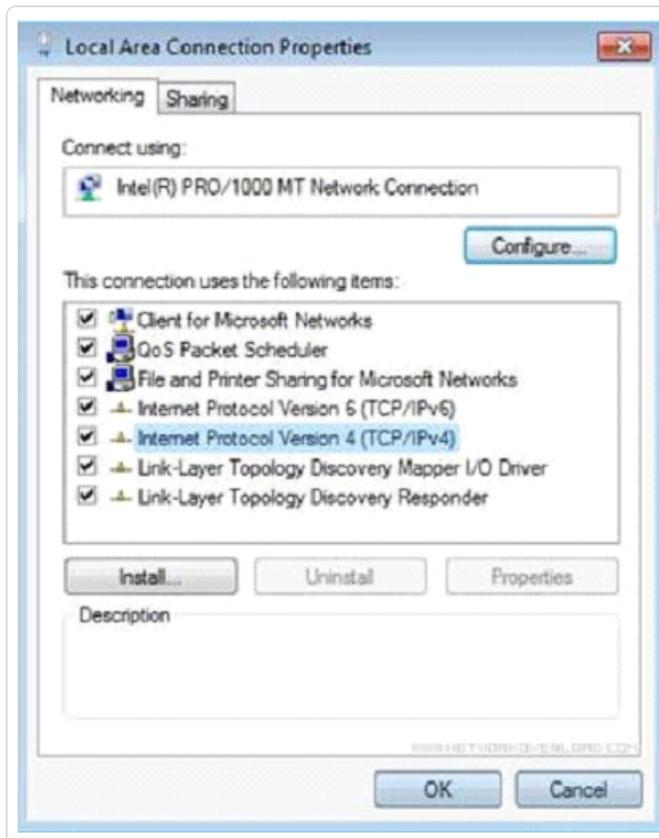 Local Area Connection Properties
Networking
Sharing
Connect using:
Intel(R) PRO/1000 MT Network Connection
Configure...
This connection uses the following items:
Client for Microsoft Networks
QoS Packet Scheduler
File and Printer Sharing for Microsoft Networks
Internet Protocol Version 6 (TCP/IPv6)
Internet Protocol Version 4 (TCP/IPv4)
Link-Layer Topology Discovery Mapper I/O Driver
Link-Layer Topology Discovery Responder
Install...
Uninstall
Properties
Description
OK
Cancel